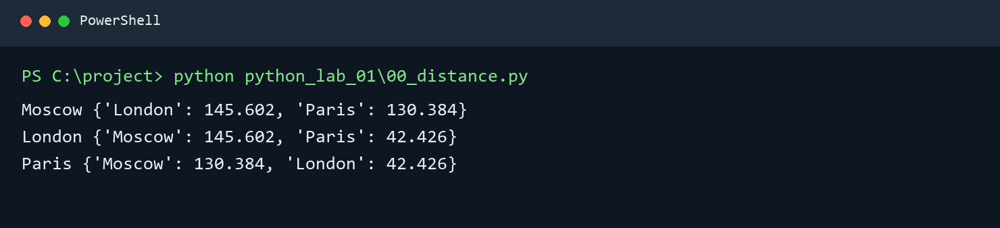 PowerShell
PS C:\project> python python_lab_01\00_distance.py
Moscow {'London': 145.602, 'Paris': 130.384}
London {'Moscow': 145.602, 'Paris': 42.426}
Paris {'Moscow': 130.384, 'London': 42.426}